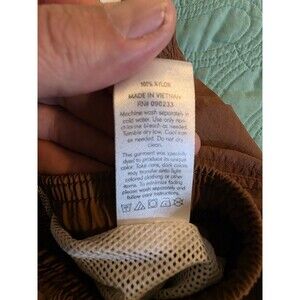 100% NYLON
MADE IN VIETNAM
RN# 090233
Machine wash separately in
cold water. Use only non-
chlorine bleach as needed.
Tumble dry low. Cool iron
as needed. Do not dry
clean.
This garment was specially
dyed to produce its unique
color. Take care, dark colors
may transfer onto light
colored clothing or other
items. To minimize fading
please wash separately and
follow care instructions.